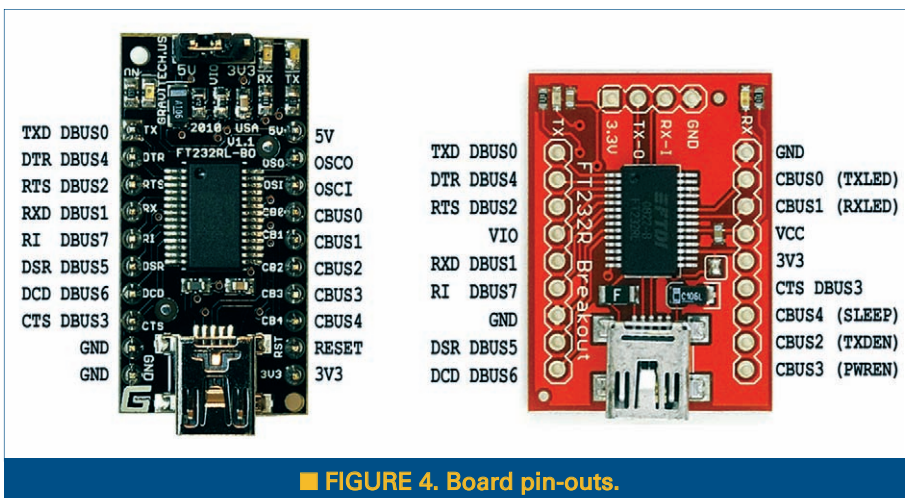 TXD DBUS0
DTR DBUS4
RTS DBUS2
RXD DBUS1
RI DBUS7
DSR DBUS5
DCD DBUS6
CTS DBUS3
GND
GND
GRAVITECH.US
5V VIO 3V3
RX TX
2010 USA
V1.1
FT232RL-BO
TX
DTR
RTS
RX
RI
DSR
DCD
CTS
GND
5V
OSO
OSI
CB0
CB1
CB2
CB3
CB4
RST
3V3
G
5V
OSCO
OSCI
CBUS0
CBUS1
CBUS2
CBUS3
CBUS4
RESET
3V3
TXD DBUS0
DTR DBUS4
RTS DBUS2
VIO
RXD DBUS1
RI DBUS7
GND
DSR DBUS5
DCD DBUS6
TX
3.3V
TX-O
RX-I
GND
RX
FT232R Breakout
FTDI
F
C106L
GND
CBUS0 (TXLED)
CBUS1 (RXLED)
VCC
3V3
CTS DBUS3
CBUS4 (SLEEP)
CBUS2 (TXDEN)
CBUS3 (PWREN)
FIGURE 4. Board pin-outs.